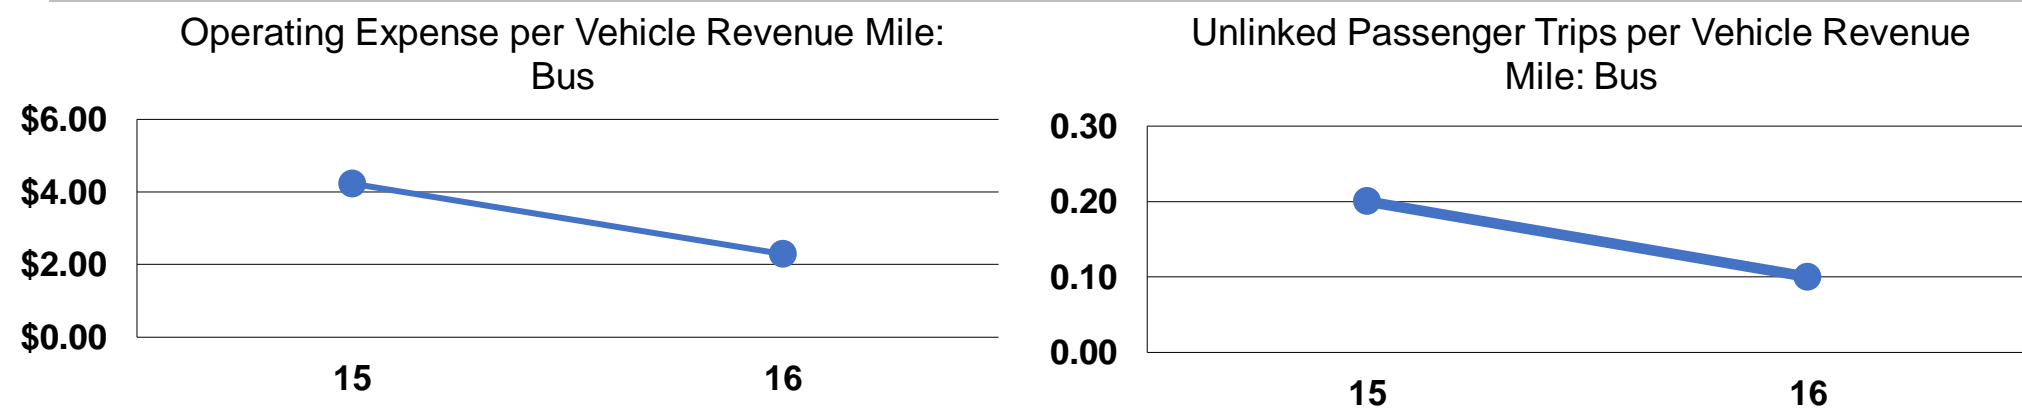 Operating Expense per Vehicle Revenue Mile:
Bus
$6.00
$4.00
$2.00
$0.00
15 16
Unlinked Passenger Trips per Vehicle Revenue
Mile: Bus
0.30
0.20
0.10
0.00
15 16